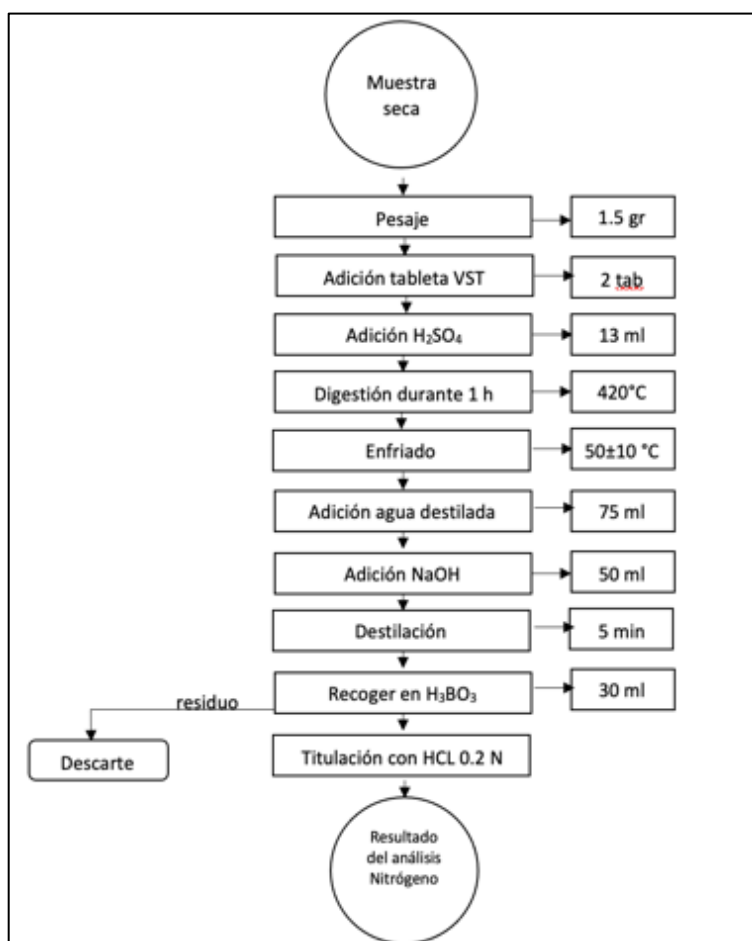 Muestra
seca
Pesaje
1.5 gr
Adición tableta VST
2 tab
Adición H₂SO₄
13 ml
Digestión durante 1 h
420°C
Enfriado
50±10 °C
Adición agua destilada
75 ml
Adición NaOH
50 ml
Destilación
5 min
Recoger en H₃BO₃
30 ml
residuo
Descarte
Titulación con HCL 0.2 N
Resultado
del análisis
Nitrógeno